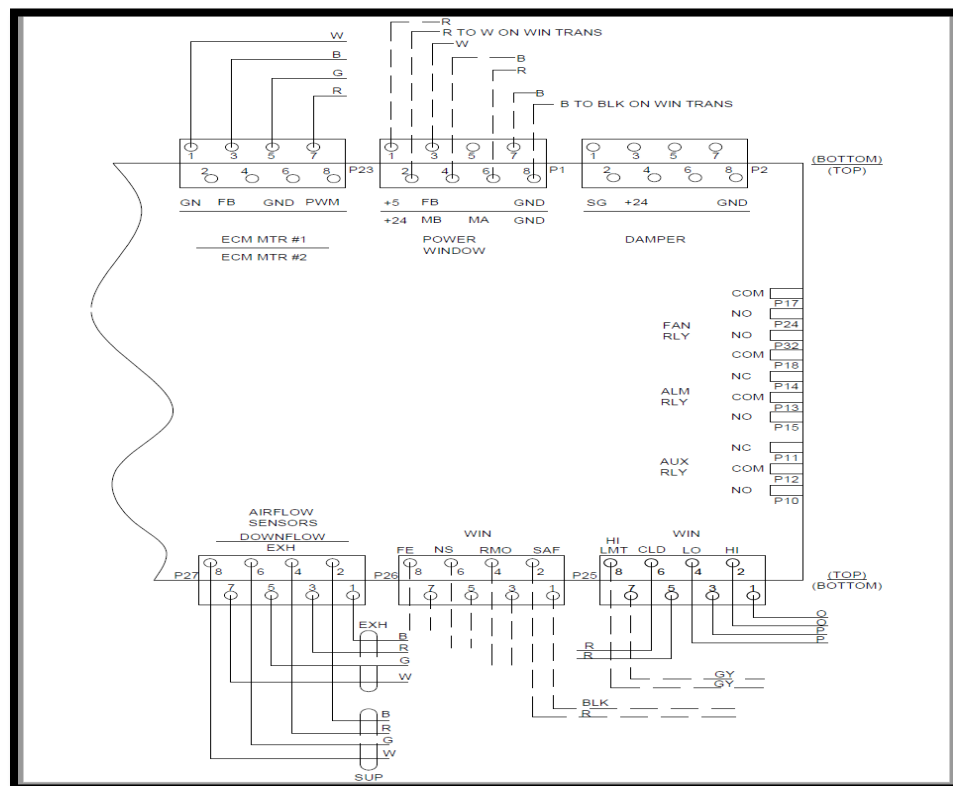 R
R TO W ON WIN TRANS
W
W
B
B
G
R
R
B
B TO BLK ON WIN TRANS
1 3 5 7
2 4 6 8
P23
1 3 5 7
2 4 6 8
P1
1 3 5 7
2 4 6 8
P2
(BOTTOM)
(TOP)
GN FB GND PWM
+5 FB GND
SG +24 GND
+24 MB MA GND
ECM MTR #1
ECM MTR #2
POWER
WINDOW
DAMPER
COM
P17
NO
P24
FAN
RLY
NO
P32
COM
P18
NC
P14
ALM
RLY
COM
P13
NO
P15
NC
P11
AUX
RLY
COM
P12
NO
P10
AIRFLOW
SENSORS
DOWNFLOW
EXH
WIN
FE NS RMO SAF
WIN
HI
LMT CLD LO HI
P27
8 6 4 2
7 5 3 1
P26
8 6 4 2
7 5 3 1
P25
8 6 4 2
7 5 3 1
(TOP)
(BOTTOM)
EXH
B
R
G
W
O
O
P
P
R
R
GY
GY
BLK
R
B
R
G
W
SUP